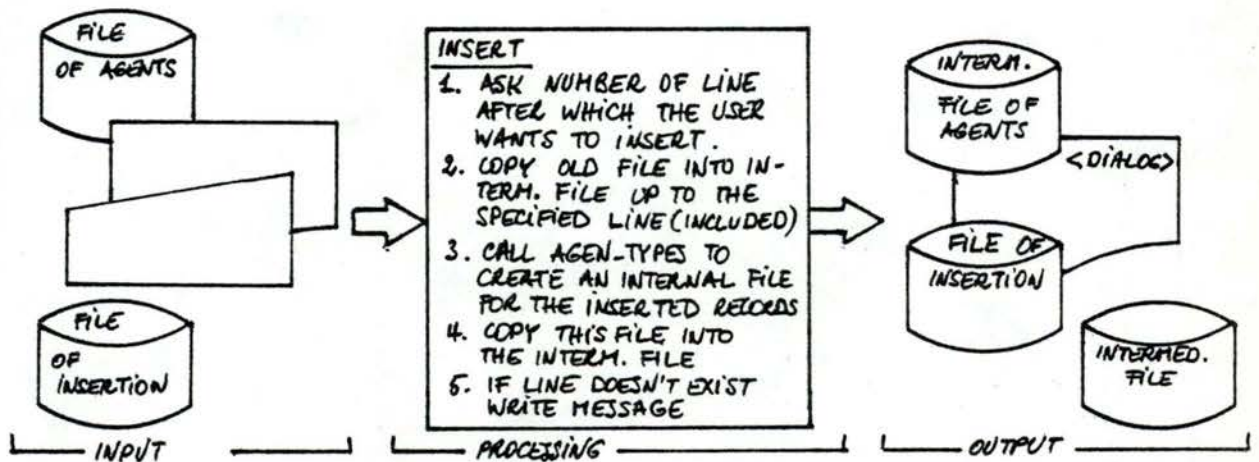 FILE
OF AGENTS
FILE
OF
INSERTION
INPUT
INSERT
1. ASK NUMBER OF LINE
AFTER WHICH THE USER
WANTS TO INSERT.
2. COPY OLD FILE INTO IN-
TERM. FILE UP TO THE
SPECIFIED LINE (INCLUDED)
3. CALL AGEN-TYPES TO
CREATE AN INTERNAL FILE
FOR THE INSERTED RECORDS
4. COPY THIS FILE INTO
THE INTERM. FILE
5. IF LINE DOESN'T EXIST
WRITE MESSAGE
PROCESSING
INTERM.
FILE OF
AGENTS
<DIALOG>
FILE OF
INSERTION
INTERMED.
FILE
OUTPUT